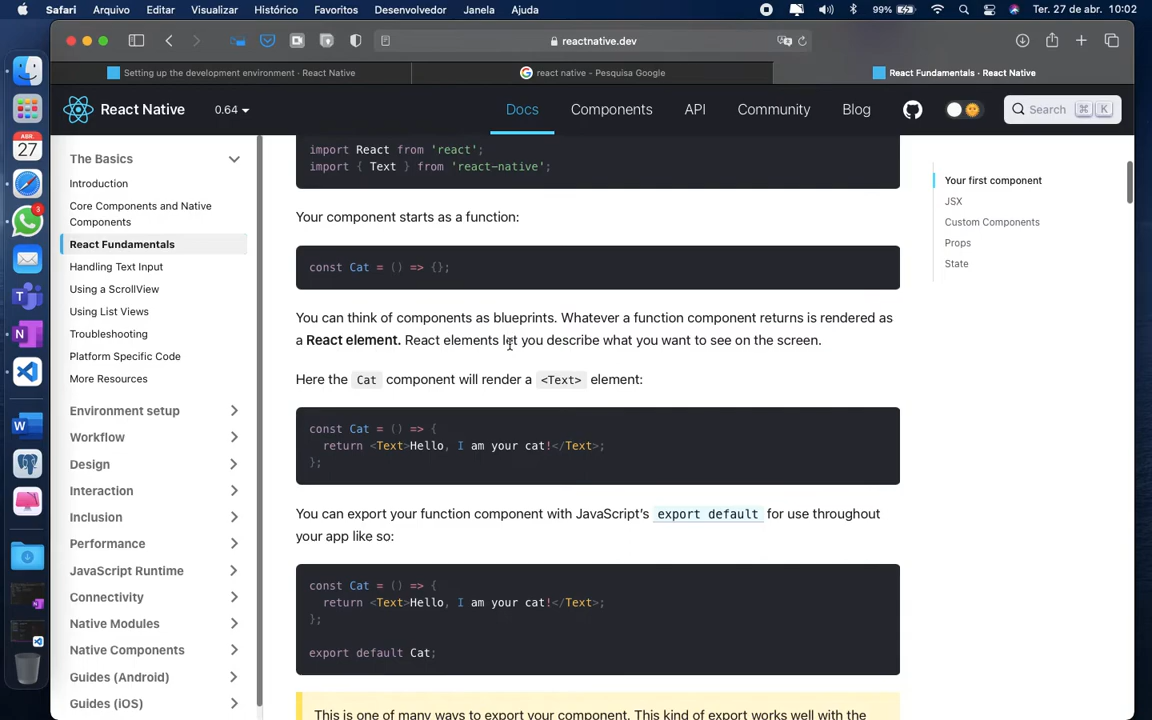 Safari Arquivo Editar Visualizar Histórico Favoritos Desenvolvedor Janela Ajuda 99% Ter. 27 de abr. 10:02
reactnative.dev
Setting up the development environment · React Native
react native - Pesquisa Google
React Fundamentals · React Native
React Native 0.64 Docs Components API Community Blog Search ⌘ K
ABR.
27
3
The Basics
Introduction
Core Components and Native
Components
React Fundamentals
Handling Text Input
Using a ScrollView
Using List Views
Troubleshooting
Platform Specific Code
More Resources
Environment setup
Workflow
Design
Interaction
Inclusion
Performance
JavaScript Runtime
Connectivity
Native Modules
Native Components
Guides (Android)
Guides (iOS)
import React from 'react';
import { Text } from 'react-native';
Your component starts as a function:
const Cat = () => {};
You can think of components as blueprints. Whatever a function component returns is rendered as
a React element. React elements let you describe what you want to see on the screen.
Here the Cat component will render a <Text> element:
const Cat = () => {
return <Text>Hello, I am your cat!</Text>;
};
You can export your function component with JavaScript's export default for use throughout
your app like so:
const Cat = () => {
return <Text>Hello, I am your cat!</Text>;
};
export default Cat;
This is one of many ways to export your component. This kind of export works well with the
Your first component
JSX
Custom Components
Props
State